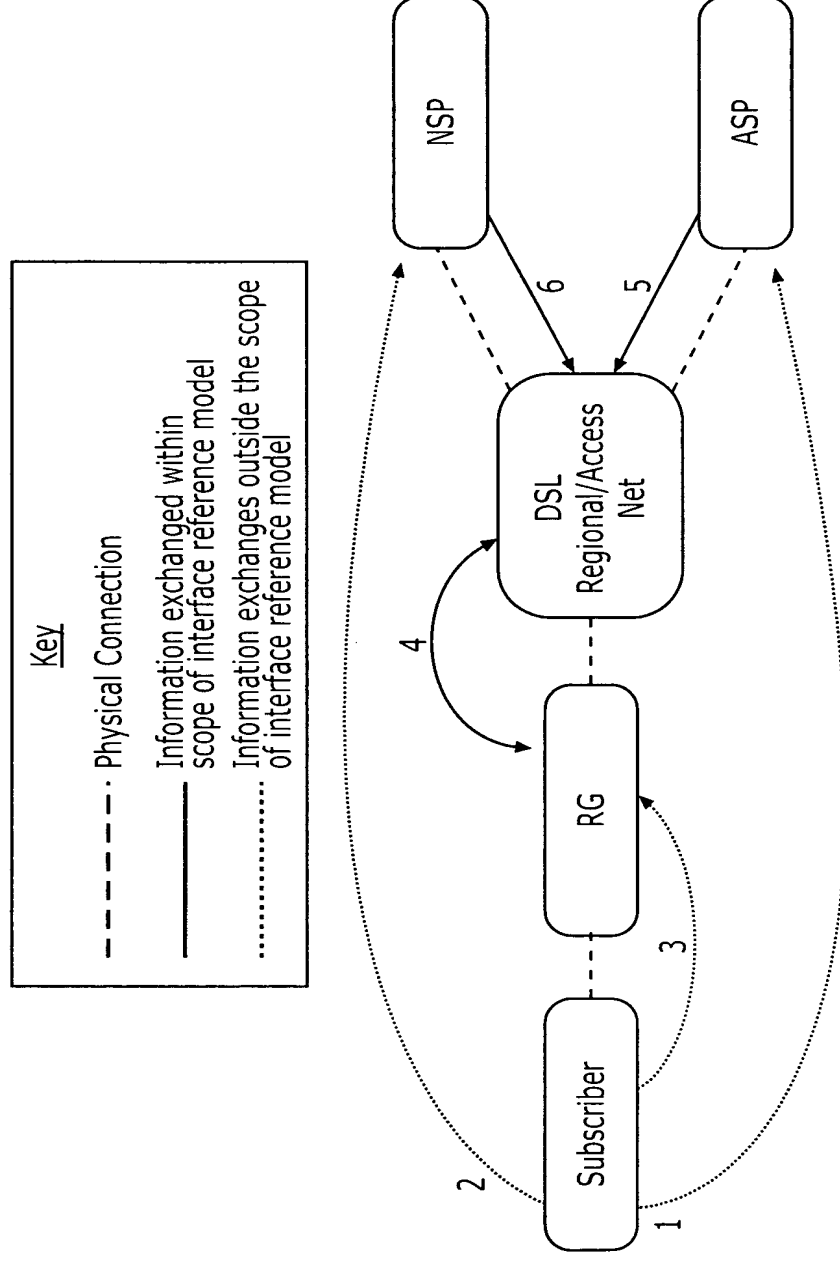 Key
Physical Connection
Information exchanged within
scope of interface reference model
Information exchanges outside the scope
of interface reference model
2
1
Subscriber
3
RG
4
DSL
Regional/Access
Net
6
5
NSP
ASP